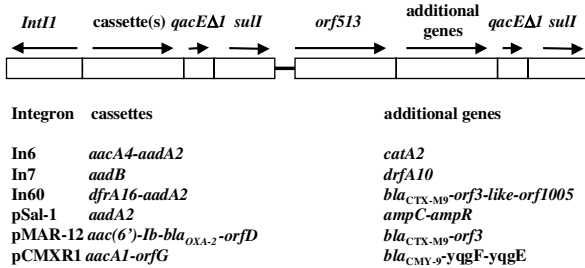 IntI1 cassette(s) qacEΔ1 sulI orf513 additional genes qacEΔ1 sulI
Integron cassettes additional genes
In6 aacA4-aadA2 catA2
In7 aadB drfA10
In60 dfrA16-aadA2 blaCTX-M9-orf3-like-orf1005
pSal-1 aadA2 ampC-ampR
pMAR-12 aac(6')-Ib-blaOXA-2-orfD blaCTX-M9-orf3
pCMXR1 aacA1-orfG blaCMY-9-yqgF-yqgE